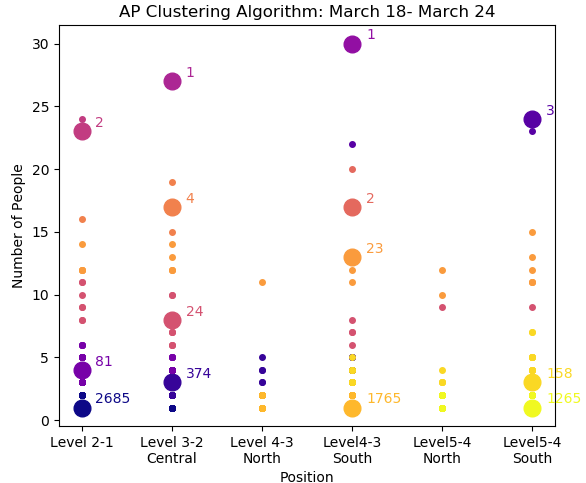 AP Clustering Algorithm: March 18- March 24
30
25
20
15
10
5
0
Number of People
1
1
3
2
4
2
23
24
81
374
158
2685
1765
1265
Level 2-1
Level 3-2
Central
Level 4-3
North
Level4-3
South
Level5-4
North
Level5-4
South
Position